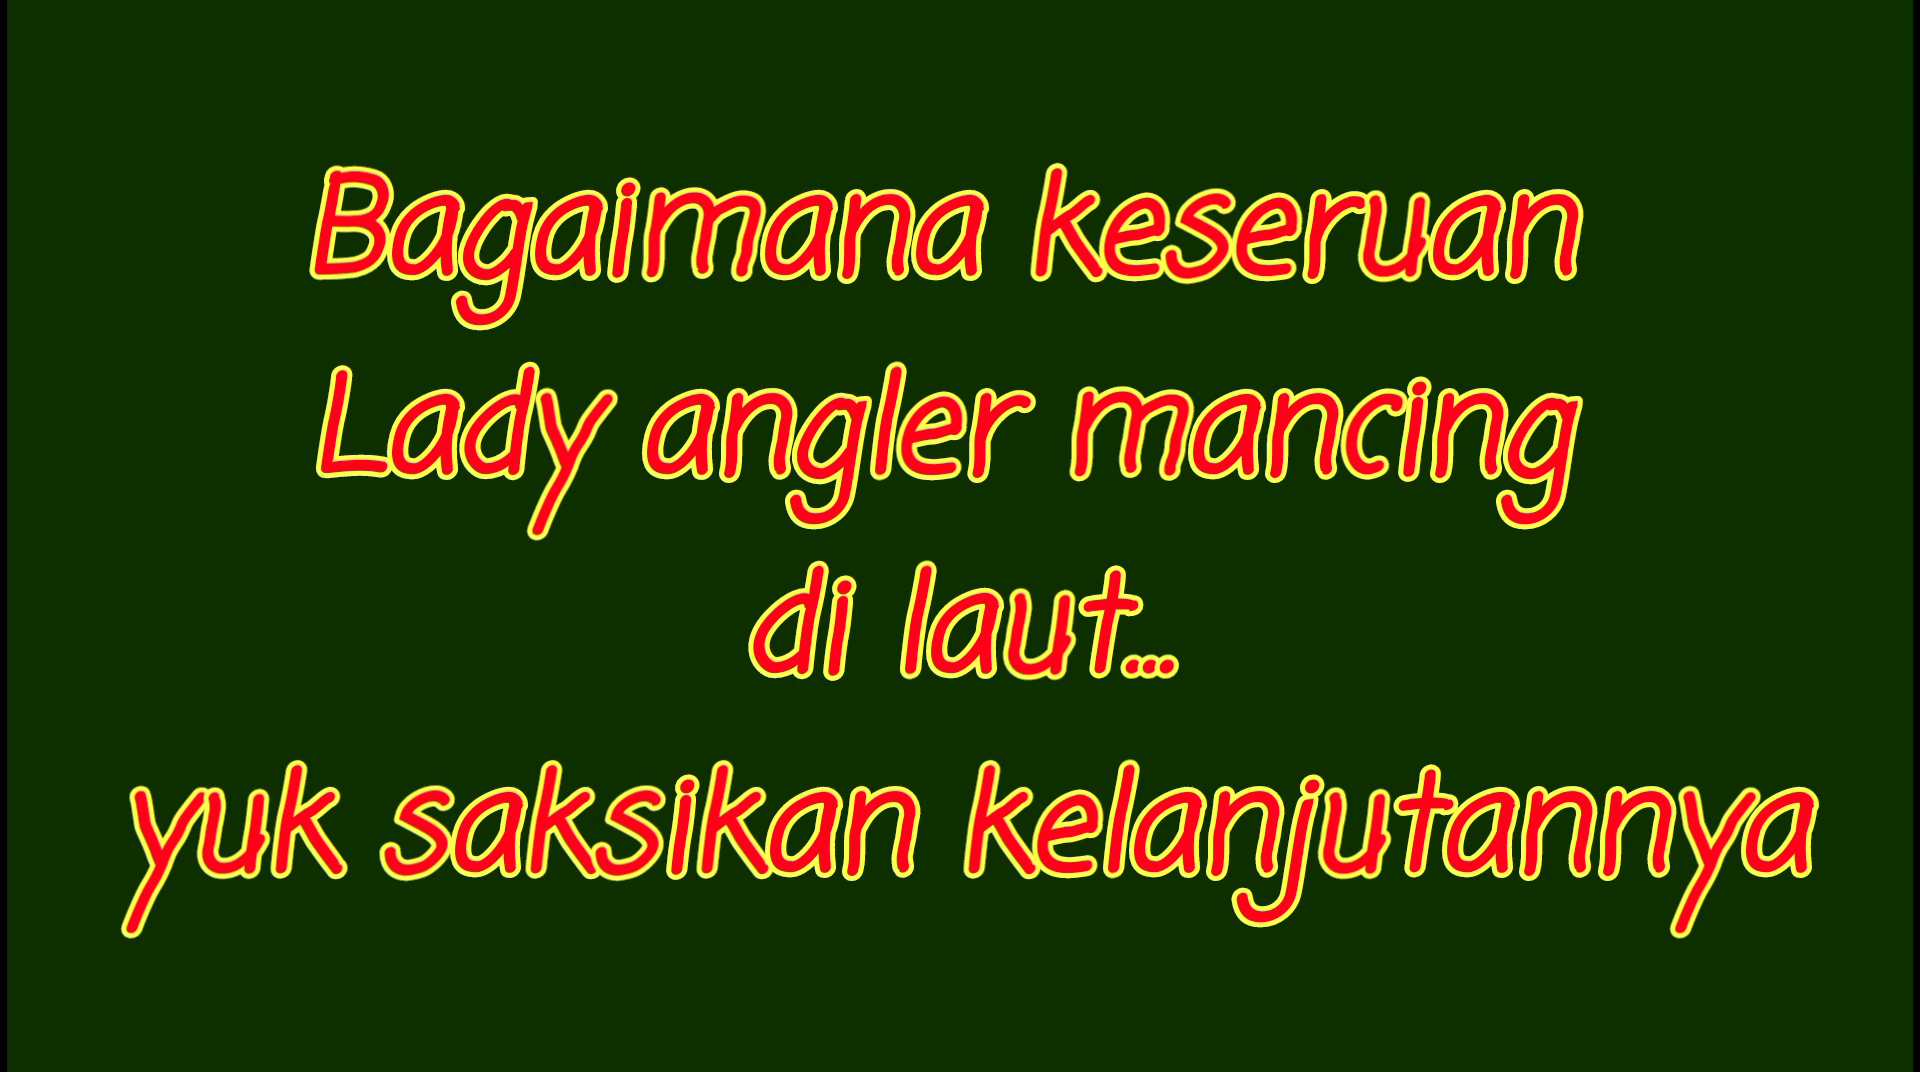 Bagaimana keseruan
Lady angler mancing
di laut...
yuk saksikan kelanjutannya